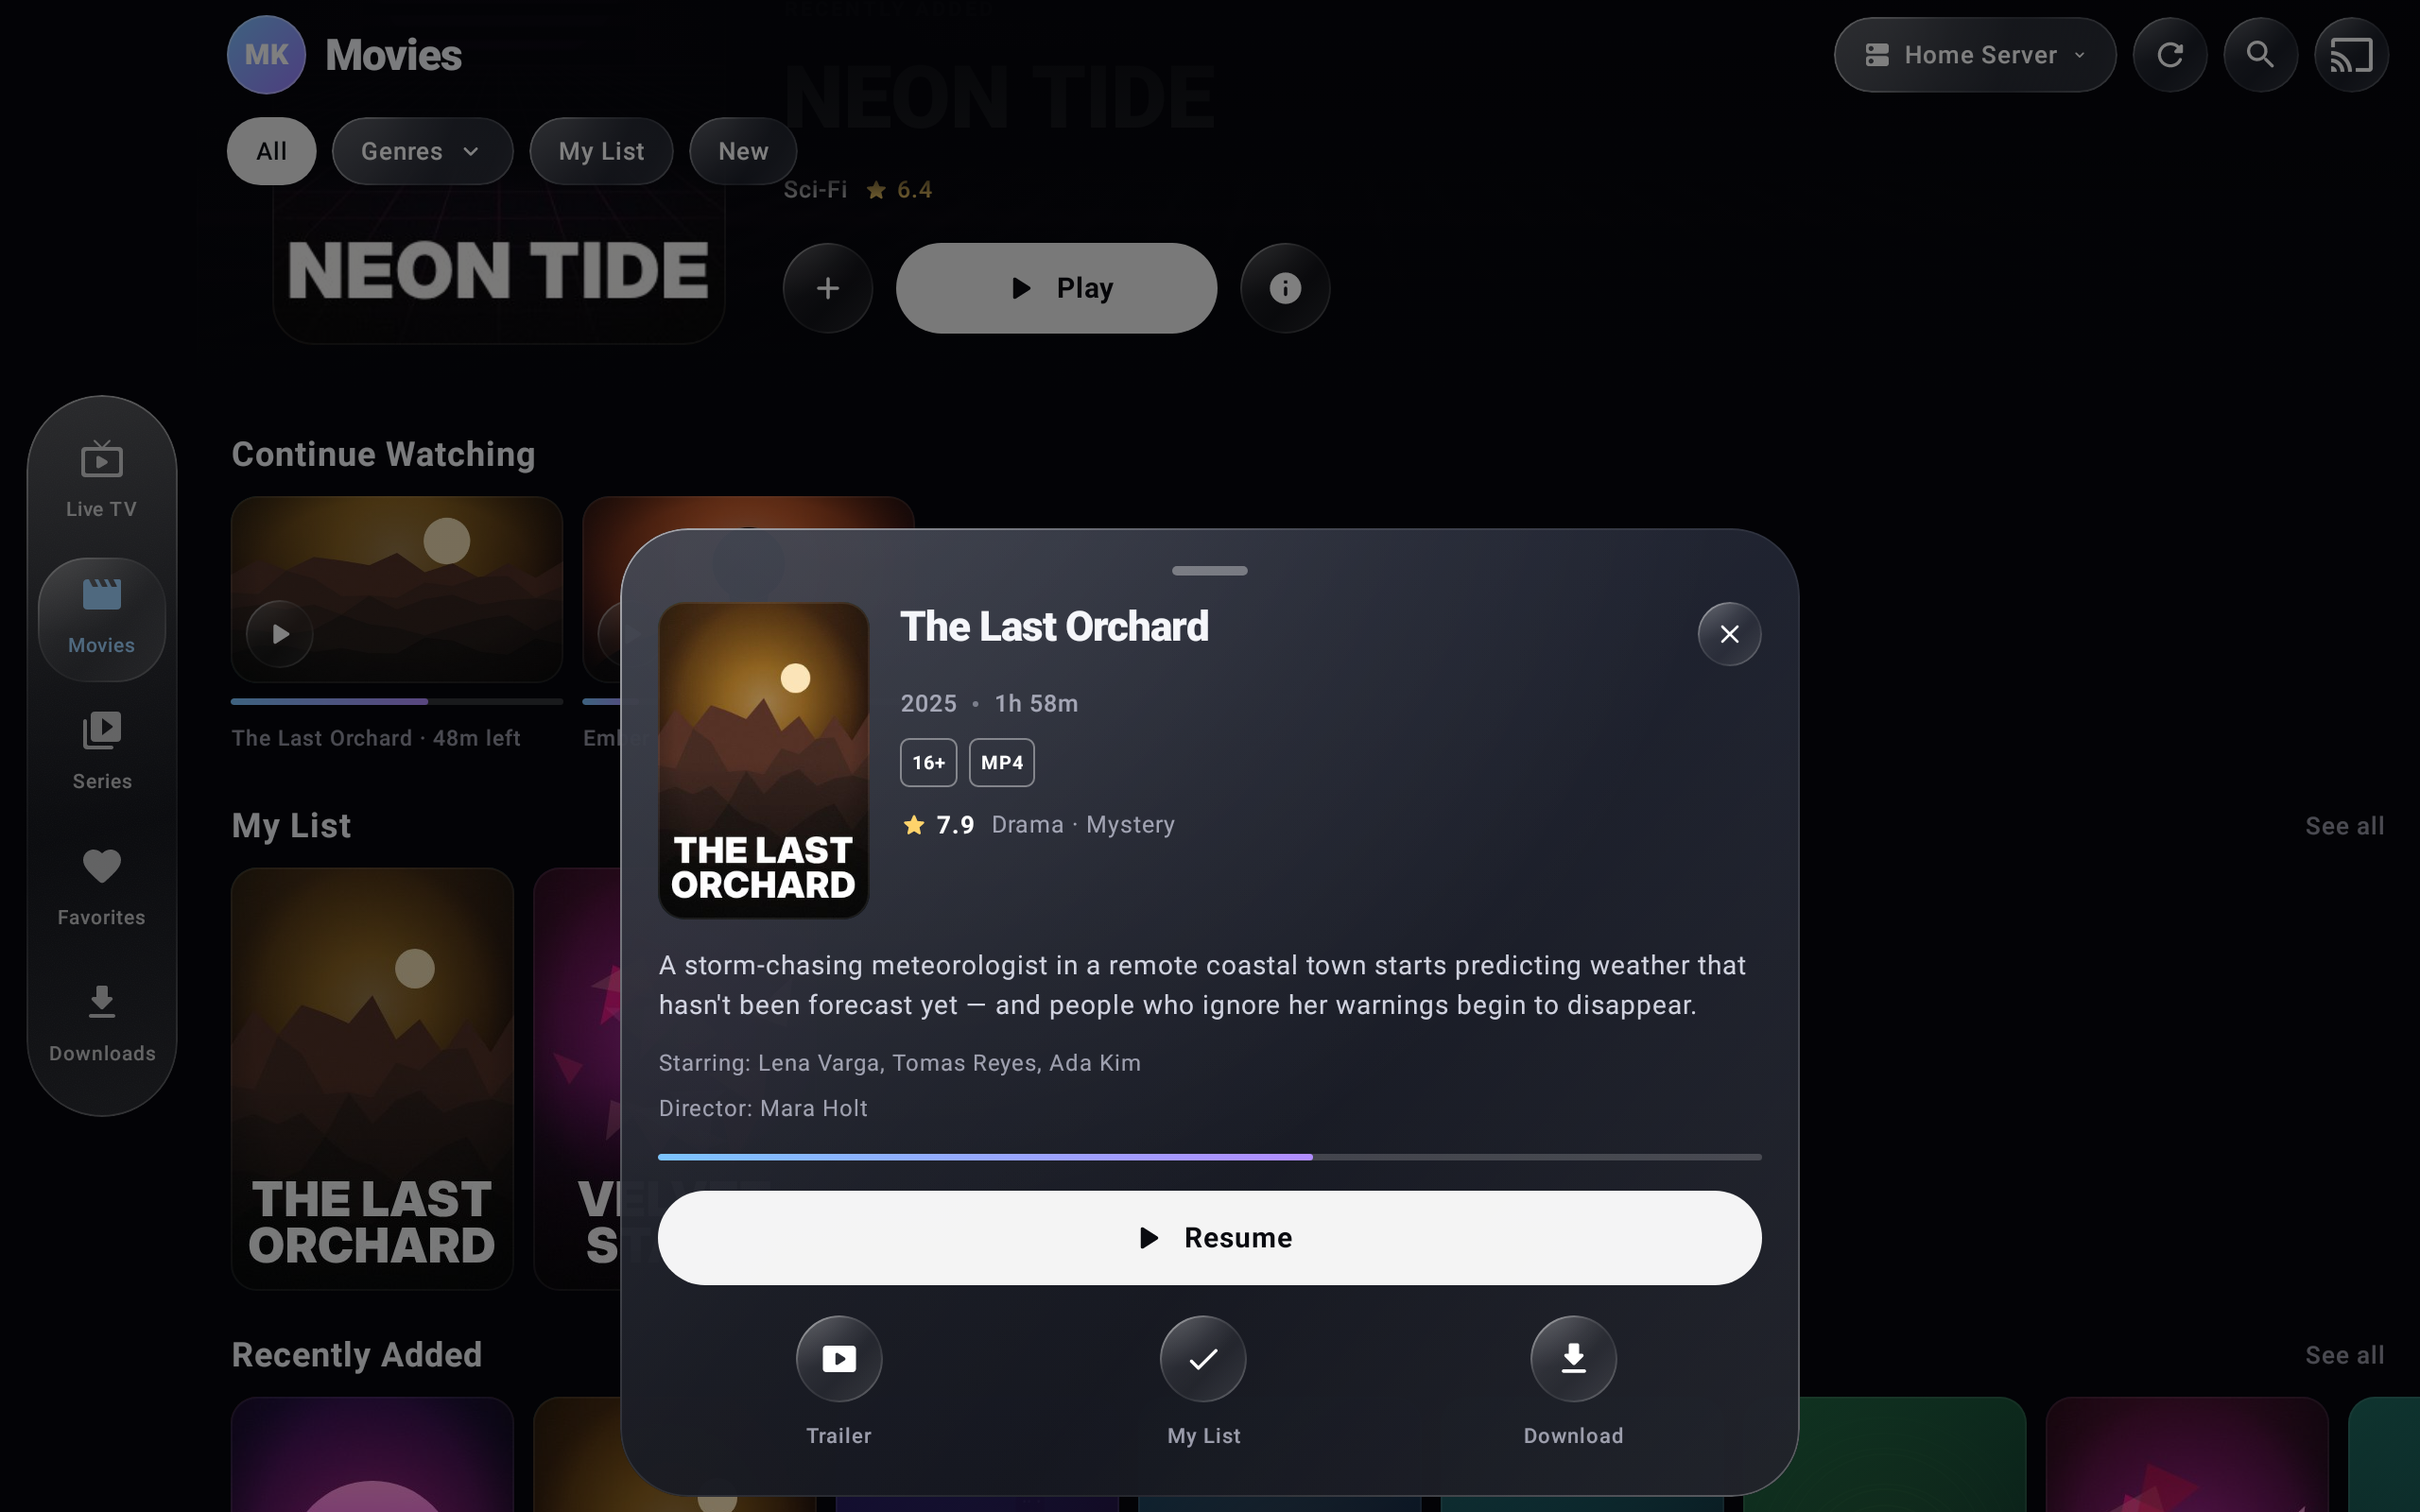 MK
Movies
NEON TIDE
Home Server
All
Genres
My List
New
Sci-Fi ★ 6.4
NEON TIDE
Play
Live TV
Movies
Series
Favorites
Downloads
Continue Watching
The Last Orchard · 48m left
My List
See all
THE LAST
ORCHARD
Recently Added
See all
The Last Orchard
2025 • 1h 58m
16+ MP4
THE LAST
ORCHARD
★ 7.9 Drama · Mystery
A storm-chasing meteorologist in a remote coastal town starts predicting weather that
hasn't been forecast yet — and people who ignore her warnings begin to disappear.
Starring: Lena Varga, Tomas Reyes, Ada Kim
Director: Mara Holt
Resume
Trailer
My List
Download